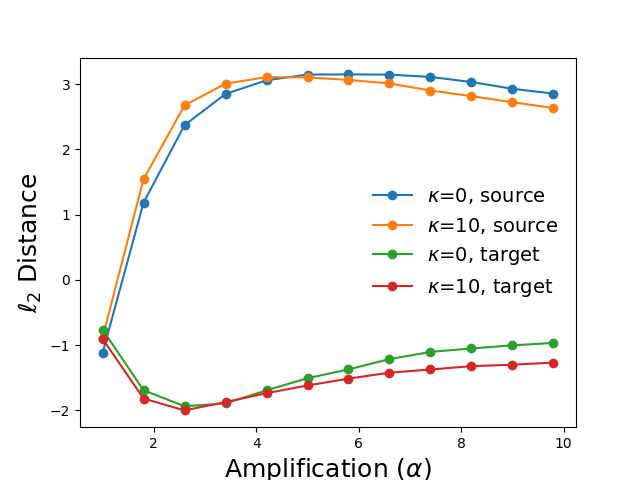 3
2
1
0
−1
−2
ℓ₂ Distance
κ=0, source
κ=10, source
κ=0, target
κ=10, target
2 4 6 8 10
Amplification (α)